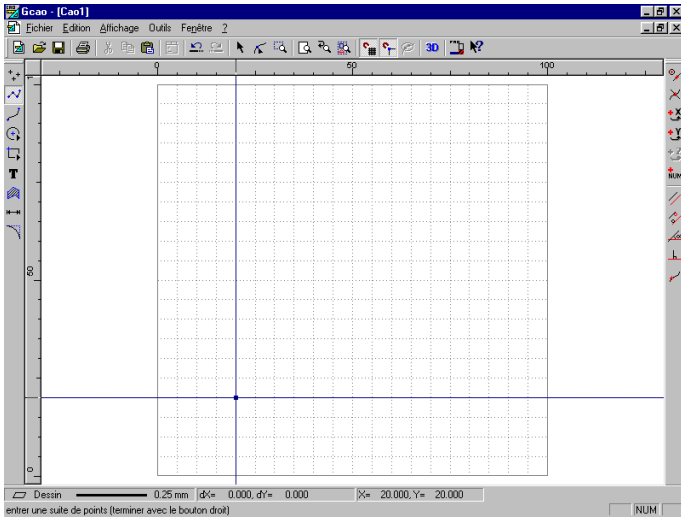 Gcao - [Cao1]
Fichier Edition Affichage Outils Fenêtre ?
3D
0 50 100
T
X
Y
Z
NUM
50
0
Dessin 0.25 mm dX= 0.000, dY= 0.000 X= 20.000, Y= 20.000
entrer une suite de points (terminer avec le bouton droit) NUM